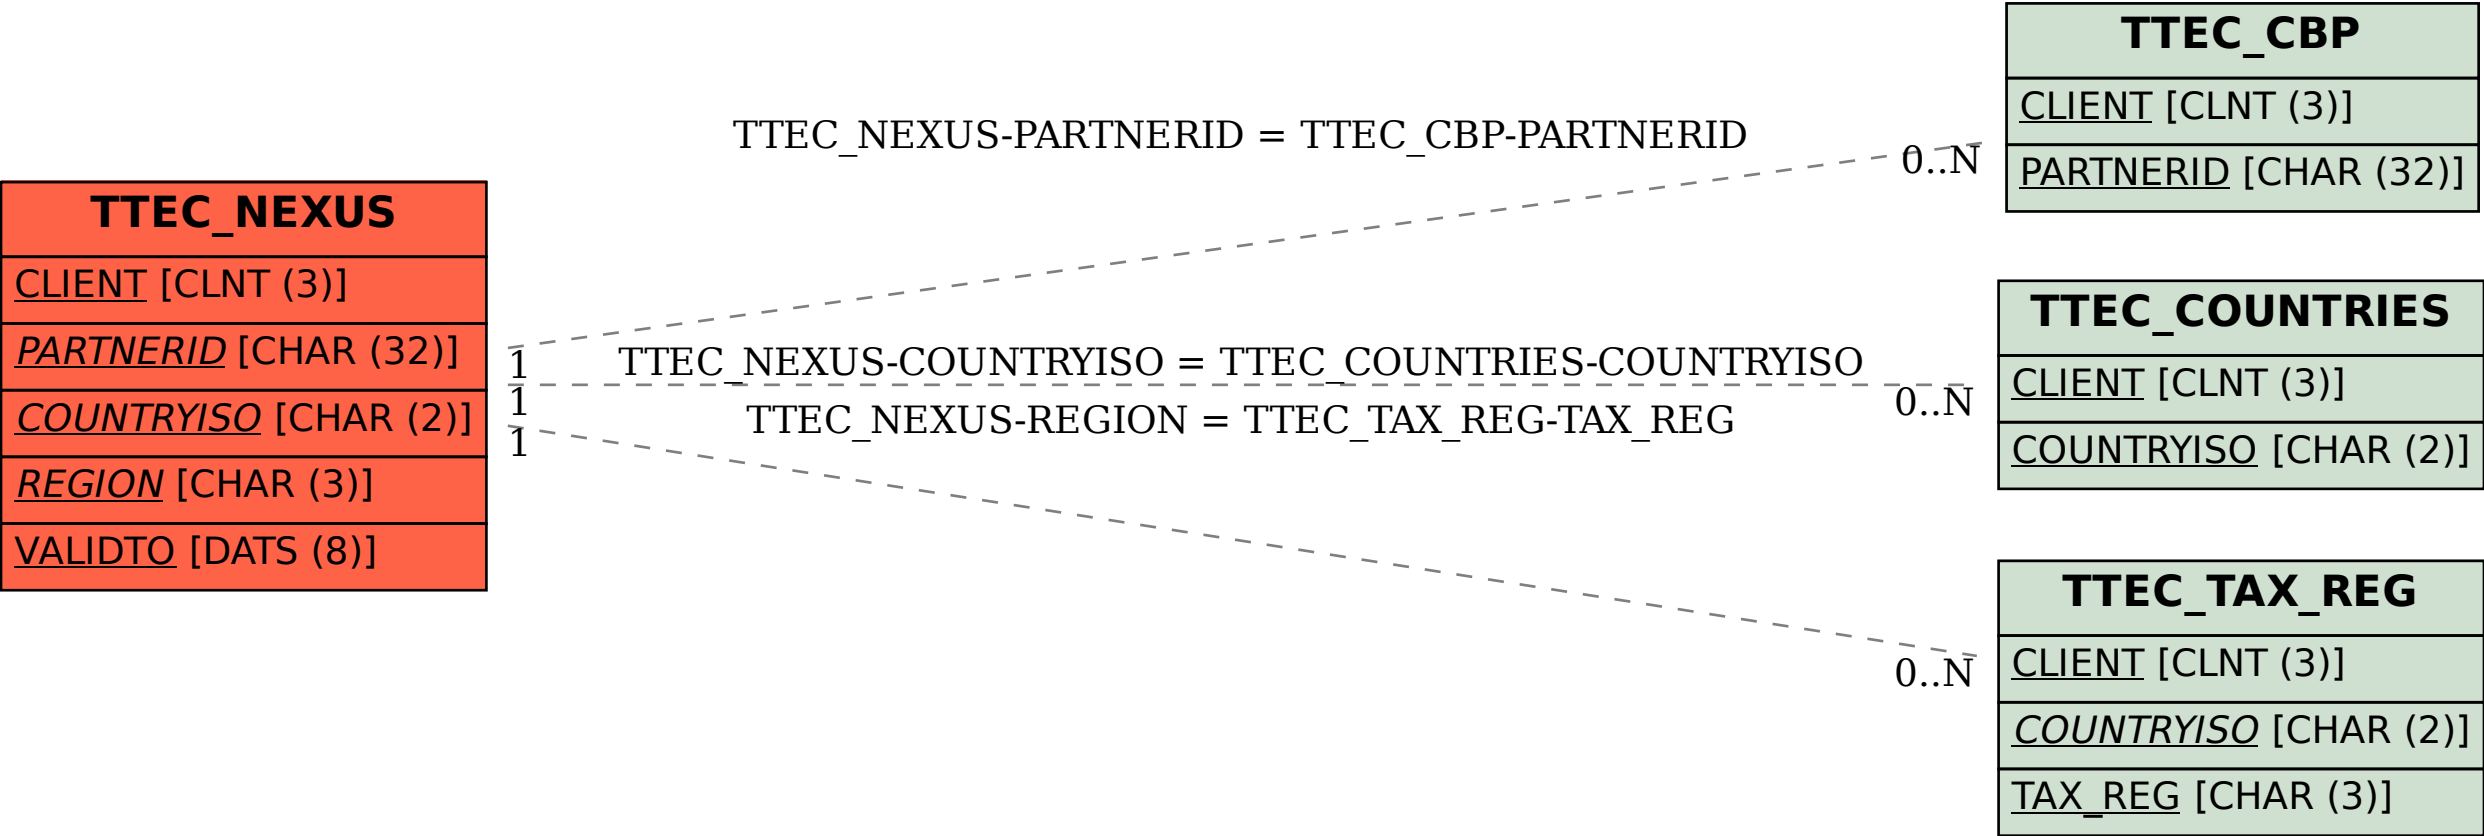 TTEC_NEXUS
CLIENT [CLNT (3)]
PARTNERID [CHAR (32)]
COUNTRYISO [CHAR (2)]
REGION [CHAR (3)]
VALIDTO [DATS (8)]
TTEC_NEXUS-PARTNERID = TTEC_CBP-PARTNERID
1
0..N
TTEC_NEXUS-COUNTRYISO = TTEC_COUNTRIES-COUNTRYISO
1
0..N
TTEC_NEXUS-REGION = TTEC_TAX_REG-TAX_REG
1
0..N
TTEC_CBP
CLIENT [CLNT (3)]
PARTNERID [CHAR (32)]
TTEC_COUNTRIES
CLIENT [CLNT (3)]
COUNTRYISO [CHAR (2)]
TTEC_TAX_REG
CLIENT [CLNT (3)]
COUNTRYISO [CHAR (2)]
TAX_REG [CHAR (3)]